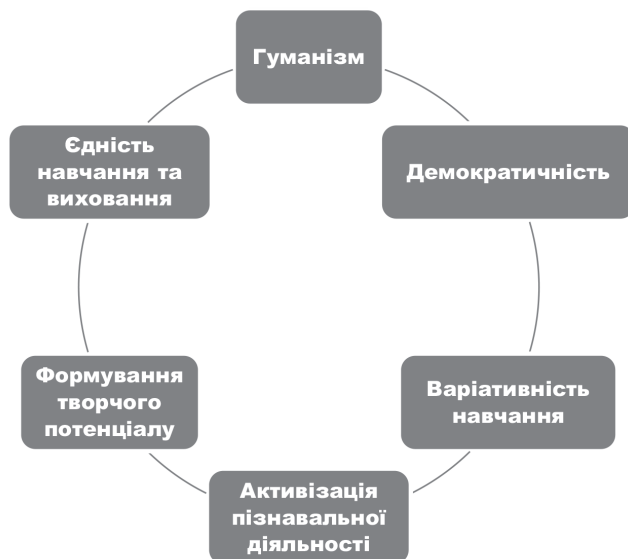 Гуманізм
Демократичність
Варіативність
навчання
Активізація
пізнавальної
діяльності
Формування
творчого
потенціалу
Єдність
навчання та
виховання